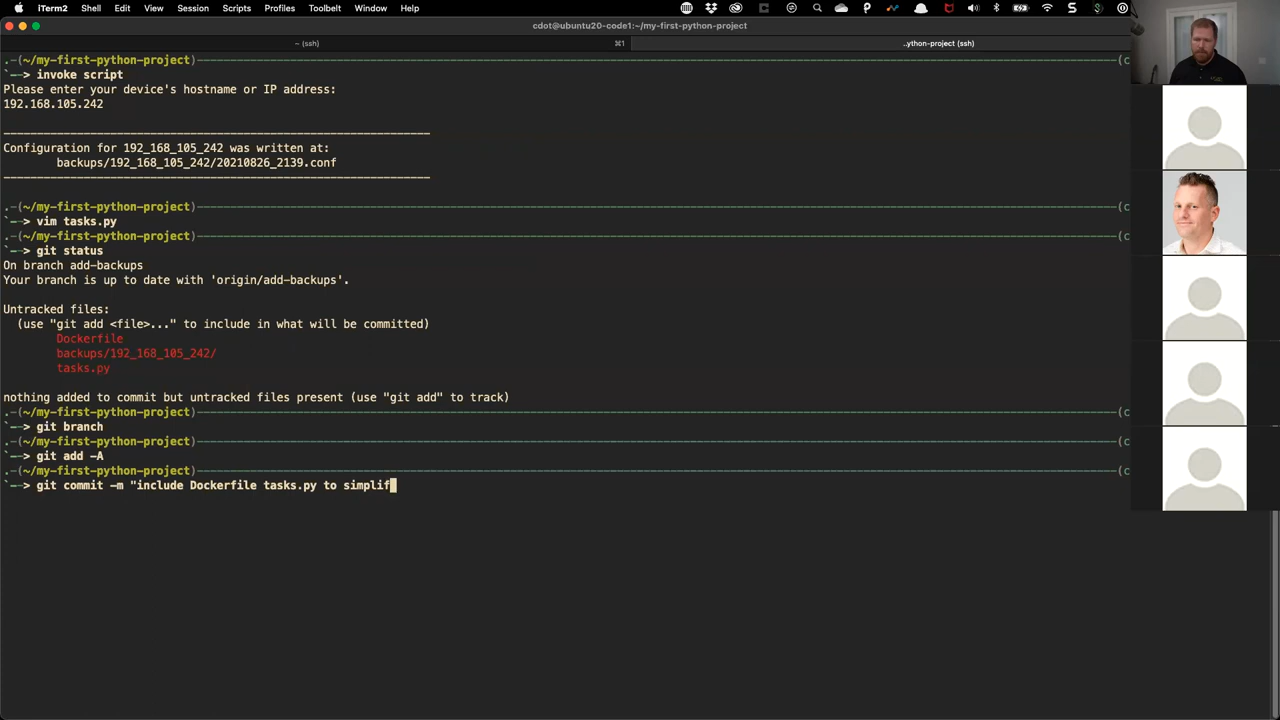 iTerm2 Shell Edit View Session Scripts Profiles Toolbelt Window Help
cdot@ubuntu20-code1:~/my-first-python-project
~ (ssh) ⌘1 ..ython-project (ssh)
.-(~/my-first-python-project)--(c
`--> invoke script
Please enter your device's hostname or IP address:
192.168.105.242
Configuration for 192_168_105_242 was written at:
backups/192_168_105_242/20210826_2139.conf
.-(~/my-first-python-project)--(c
`--> vim tasks.py
.-(~/my-first-python-project)--(c
`--> git status
On branch add-backups
Your branch is up to date with 'origin/add-backups'.
Untracked files:
(use "git add <file>..." to include in what will be committed)
Dockerfile
backups/192_168_105_242/
tasks.py
nothing added to commit but untracked files present (use "git add" to track)
.-(~/my-first-python-project)--(c
`--> git branch
.-(~/my-first-python-project)--(c
`--> git add -A
.-(~/my-first-python-project)--(c
`--> git commit -m "include Dockerfile tasks.py to simplif